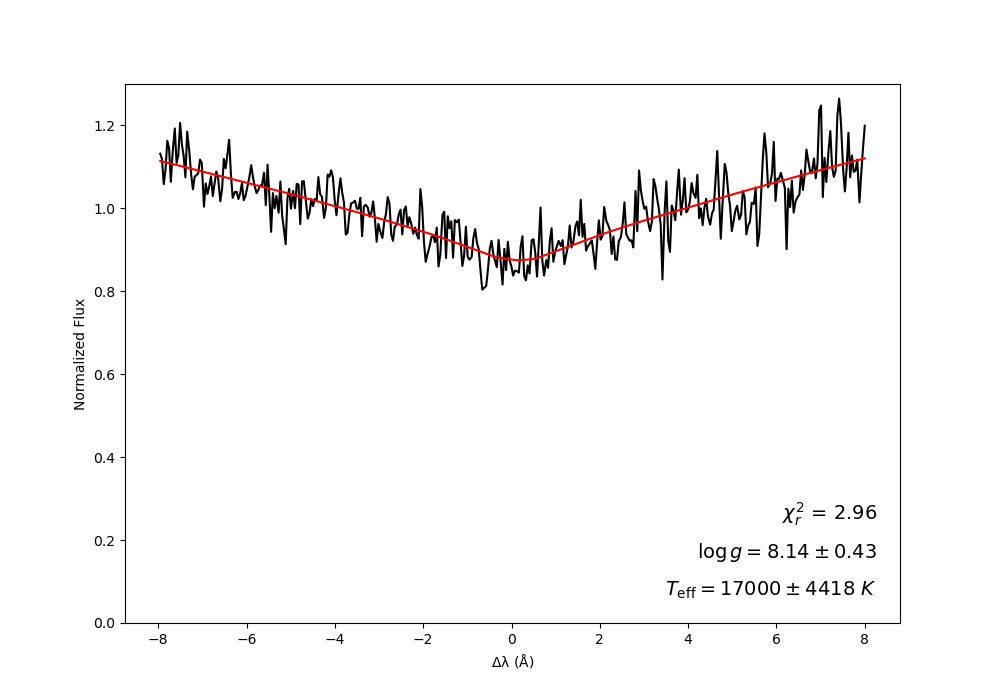 1.2
1.0
0.8
0.6
0.4
0.2
0.0
Normalized Flux
χ²ᵣ = 2.96
log g = 8.14 ± 0.43
T_eff = 17000 ± 4418 K
−8 −6 −4 −2 0 2 4 6 8
Δλ (Å)